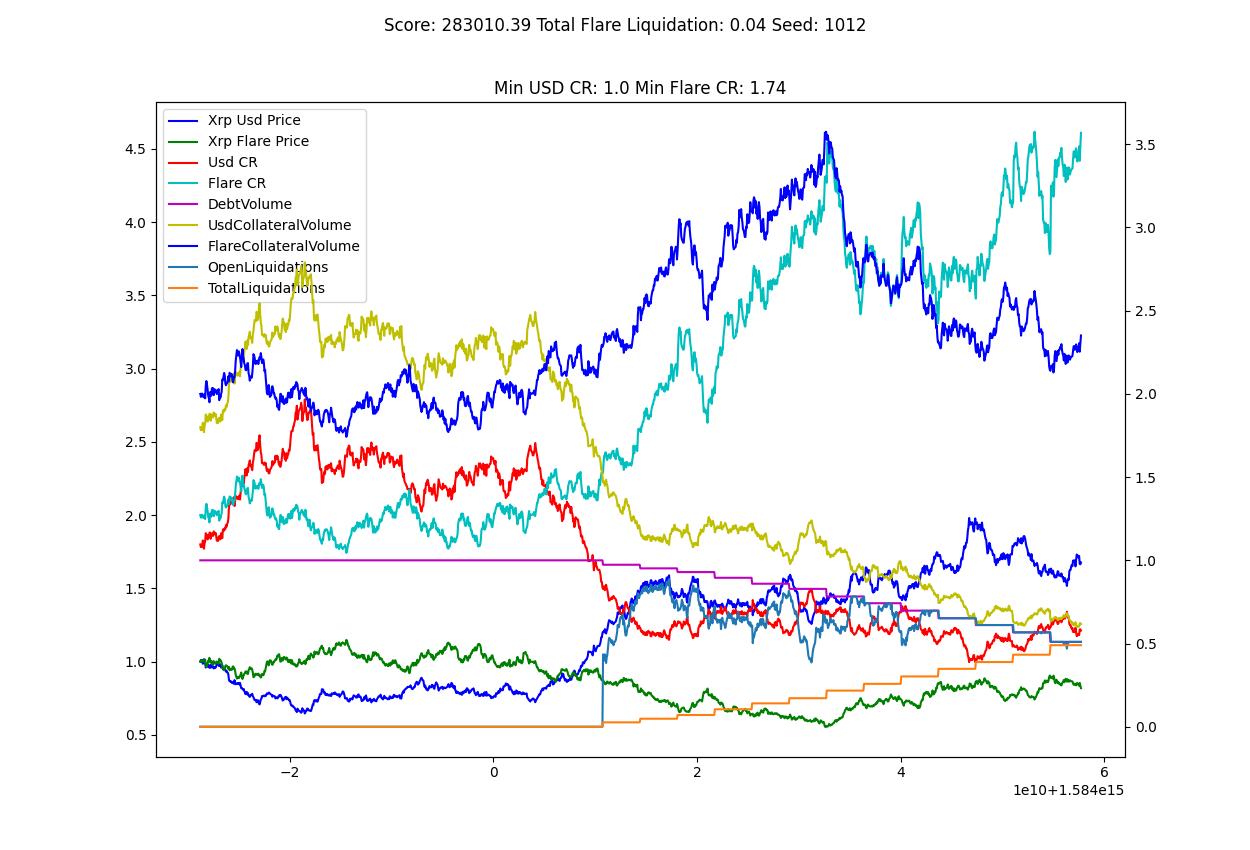 Score: 283010.39 Total Flare Liquidation: 0.04 Seed: 1012
Min USD CR: 1.0 Min Flare CR: 1.74
Xrp Usd Price
Xrp Flare Price
Usd CR
Flare CR
DebtVolume
UsdCollateralVolume
FlareCollateralVolume
OpenLiquidations
TotalLiquidations
4.5
4.0
3.5
3.0
2.5
2.0
1.5
1.0
0.5
3.5
3.0
2.5
2.0
1.5
1.0
0.5
0.0
−2 0 2 4 6
1e10+1.584e15